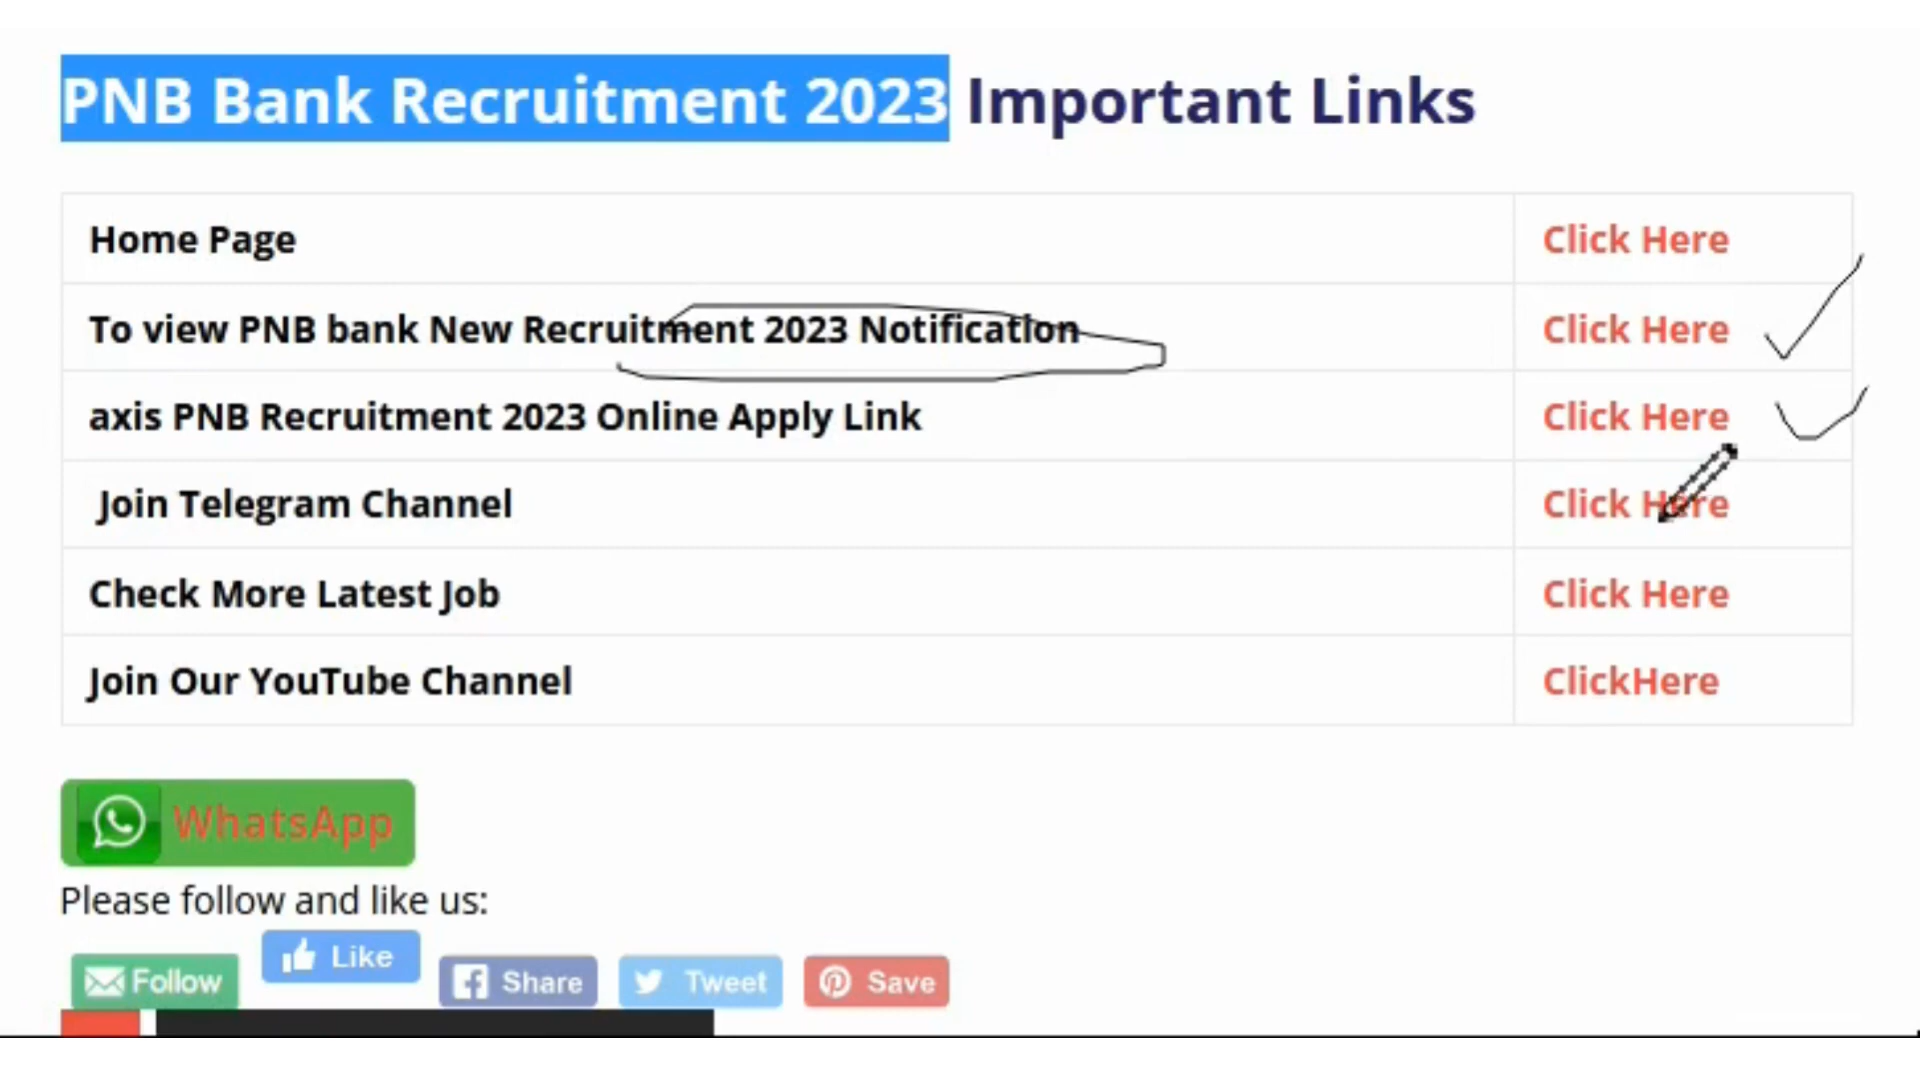 PNB Bank Recruitment 2023 Important Links
Home Page Click Here
To view PNB bank New Recruitment 2023 Notification Click Here
axis PNB Recruitment 2023 Online Apply Link Click Here
Join Telegram Channel Click Here
Check More Latest Job Click Here
Join Our YouTube Channel ClickHere
WhatsApp
Please follow and like us:
Follow Like Share Tweet Save